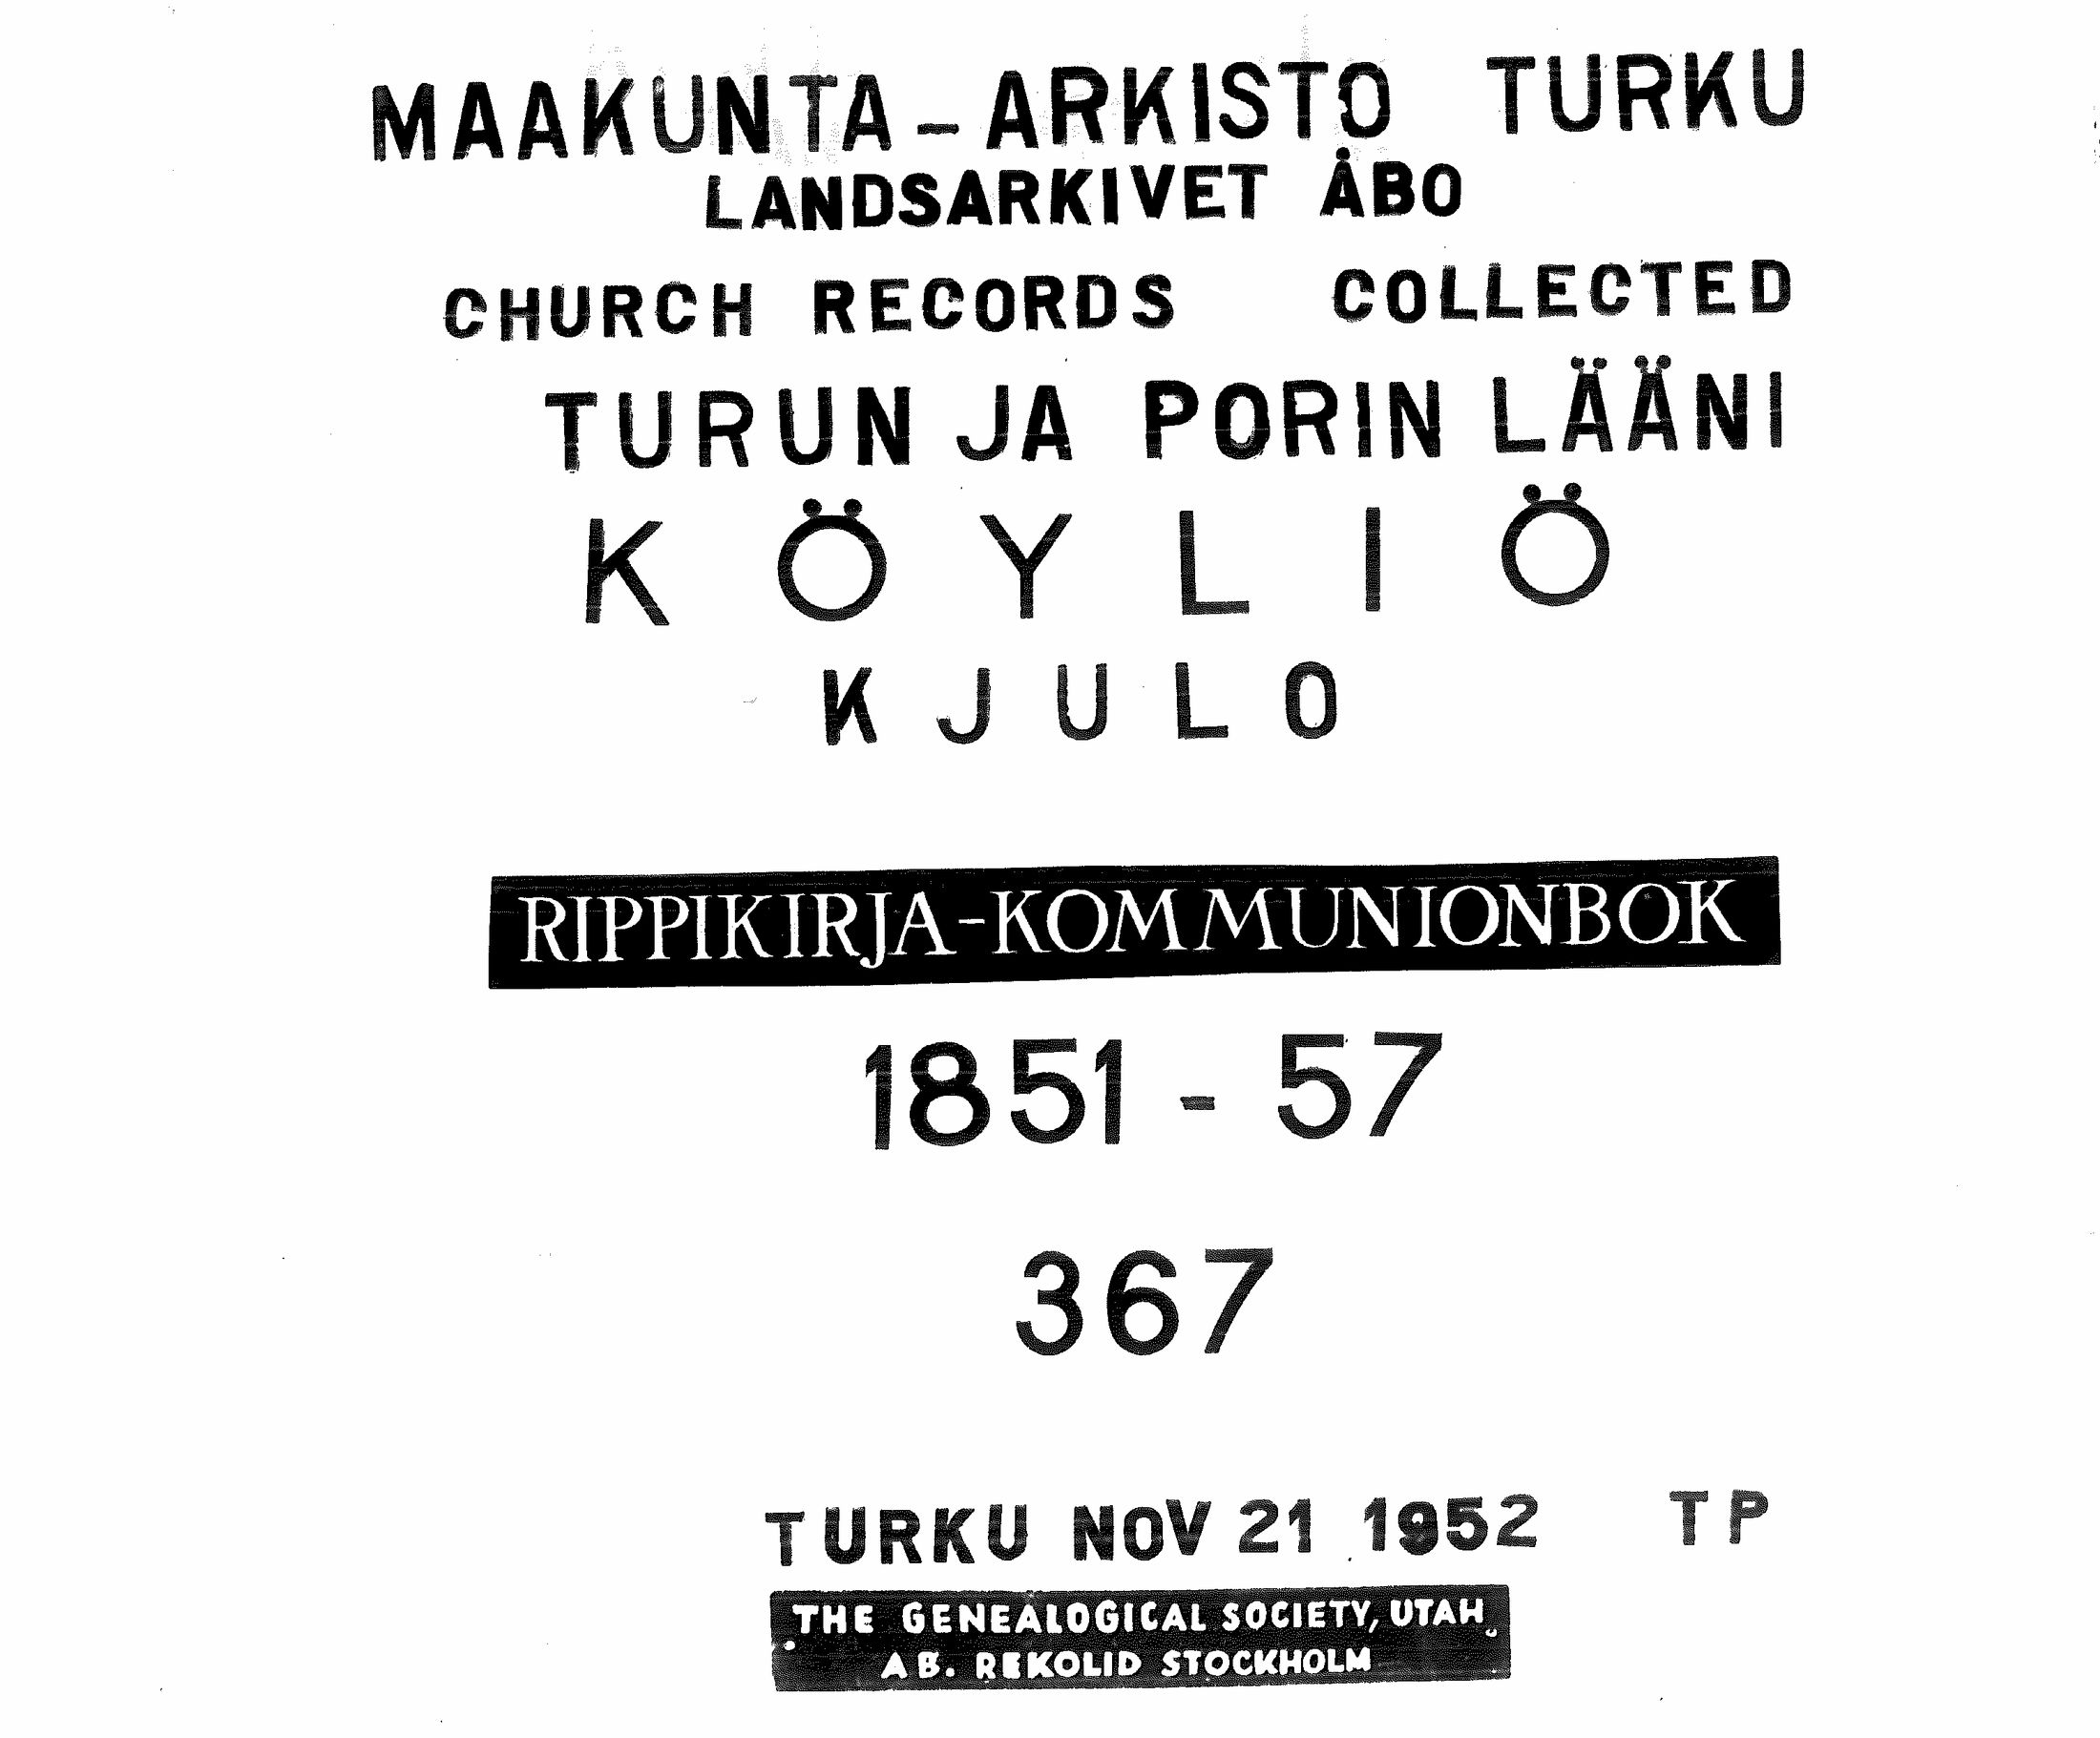 MAAKUNTA-ARKISTO TURKU
LANDSARKIVET ÅBO
CHURCH RECORDS COLLECTED
TURUN JA PORIN LÄÄNI
KÖYLIÖ
KJULO
RIPPIKIRJA-KOMMUNIONBOK
1851-57
367
TURKU NOV 21 1952 TP
THE GENEALOGICAL SOCIETY, UTAH
AB. REKOLID STOCKHOLM